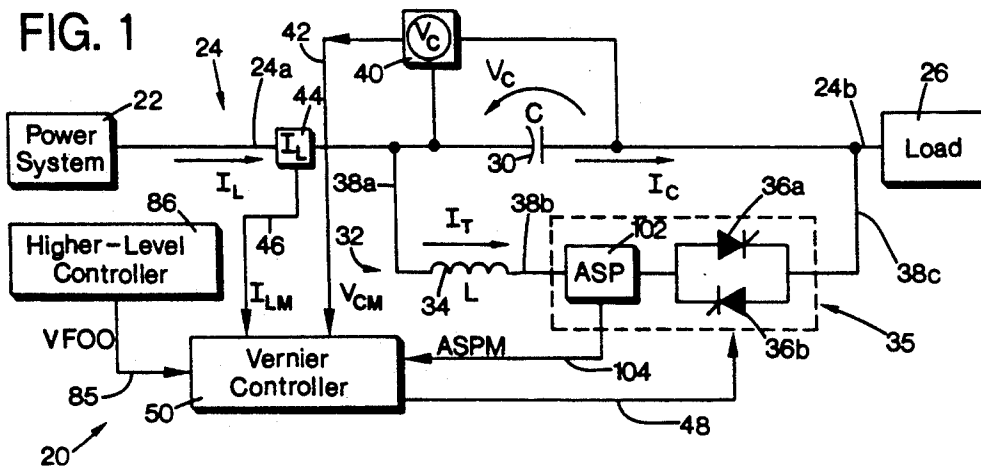 FIG. 1
42
V_C
40
24
24a
44
22
Power
System
I_L
I_L
V_C
C
30
I_C
24b
26
Load
38a
46
86
Higher-Level
Controller
32
I_T
38b
34
L
102
ASP
36a
36b
38c
35
I_LM
V_CM
VFOO
85
Vernier
Controller
50
ASPM
104
48
20